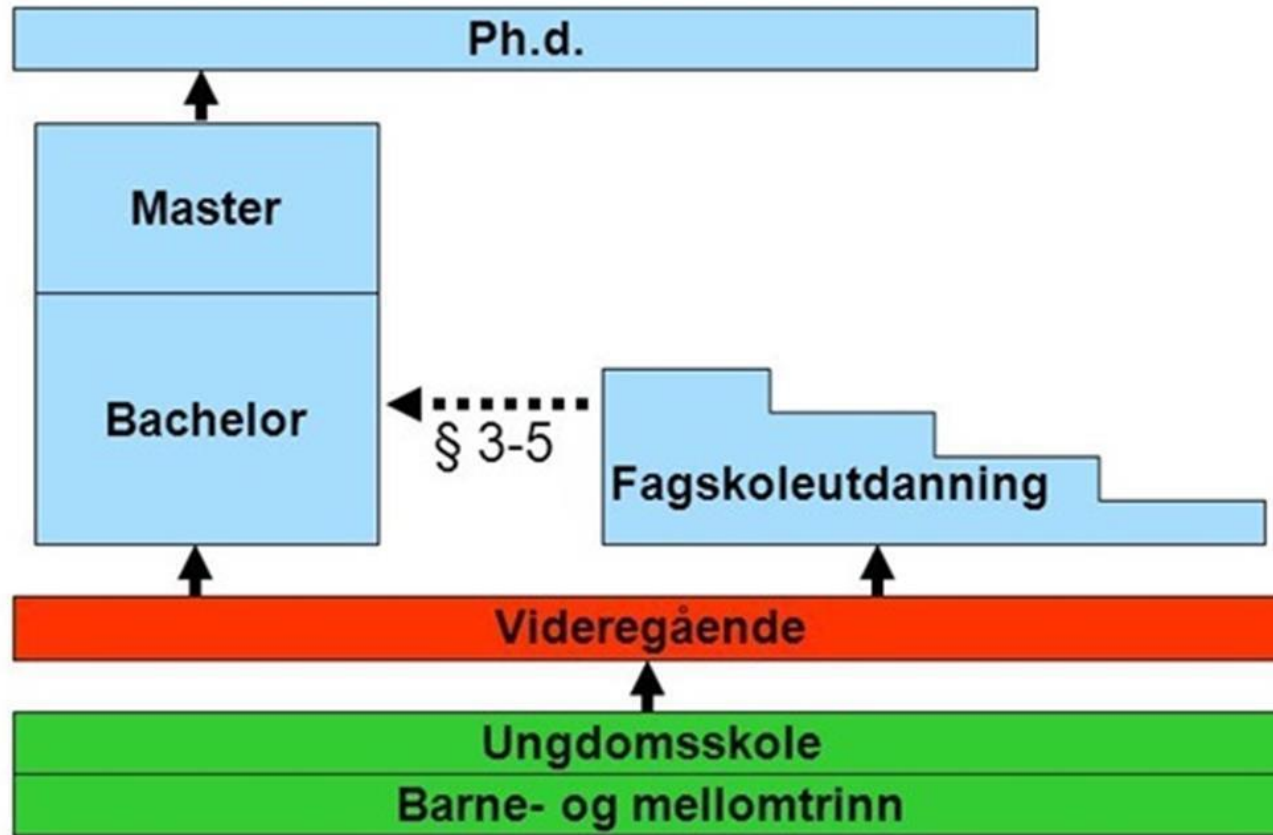 Ph.d.
Master
Bachelor
§ 3-5
Fagskoleutdanning
Videregående
Ungdomsskole
Barne- og mellomtrinn